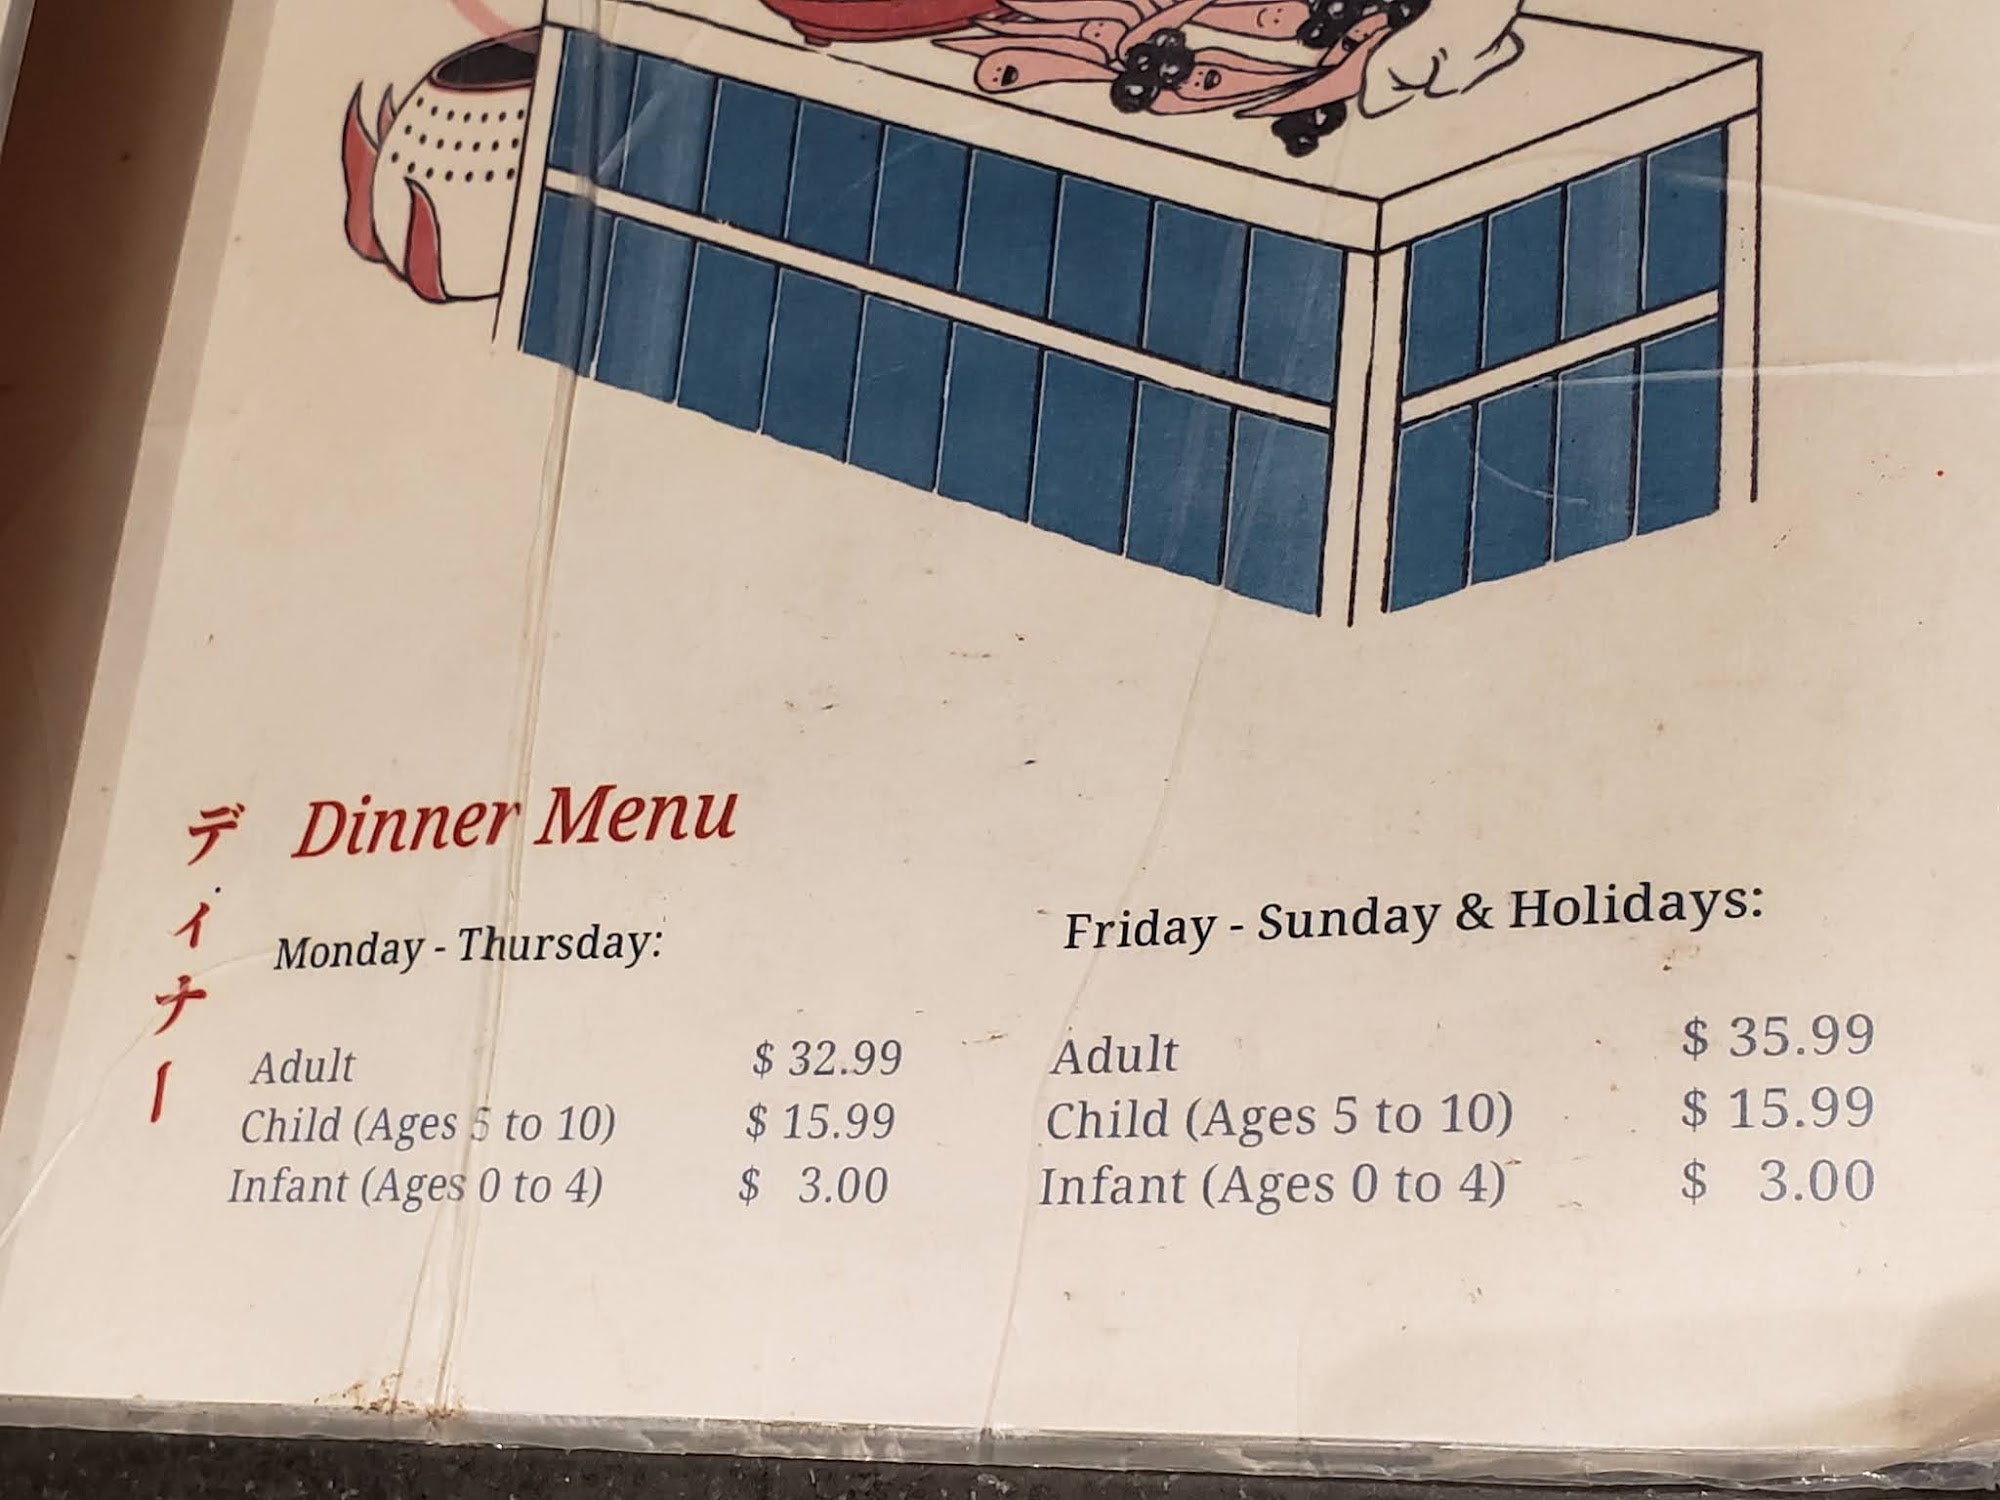 ディナー
Dinner Menu
Monday - Thursday:
Adult $ 32.99
Child (Ages 5 to 10) $ 15.99
Infant (Ages 0 to 4) $ 3.00
Friday - Sunday & Holidays:
Adult $ 35.99
Child (Ages 5 to 10) $ 15.99
Infant (Ages 0 to 4) $ 3.00